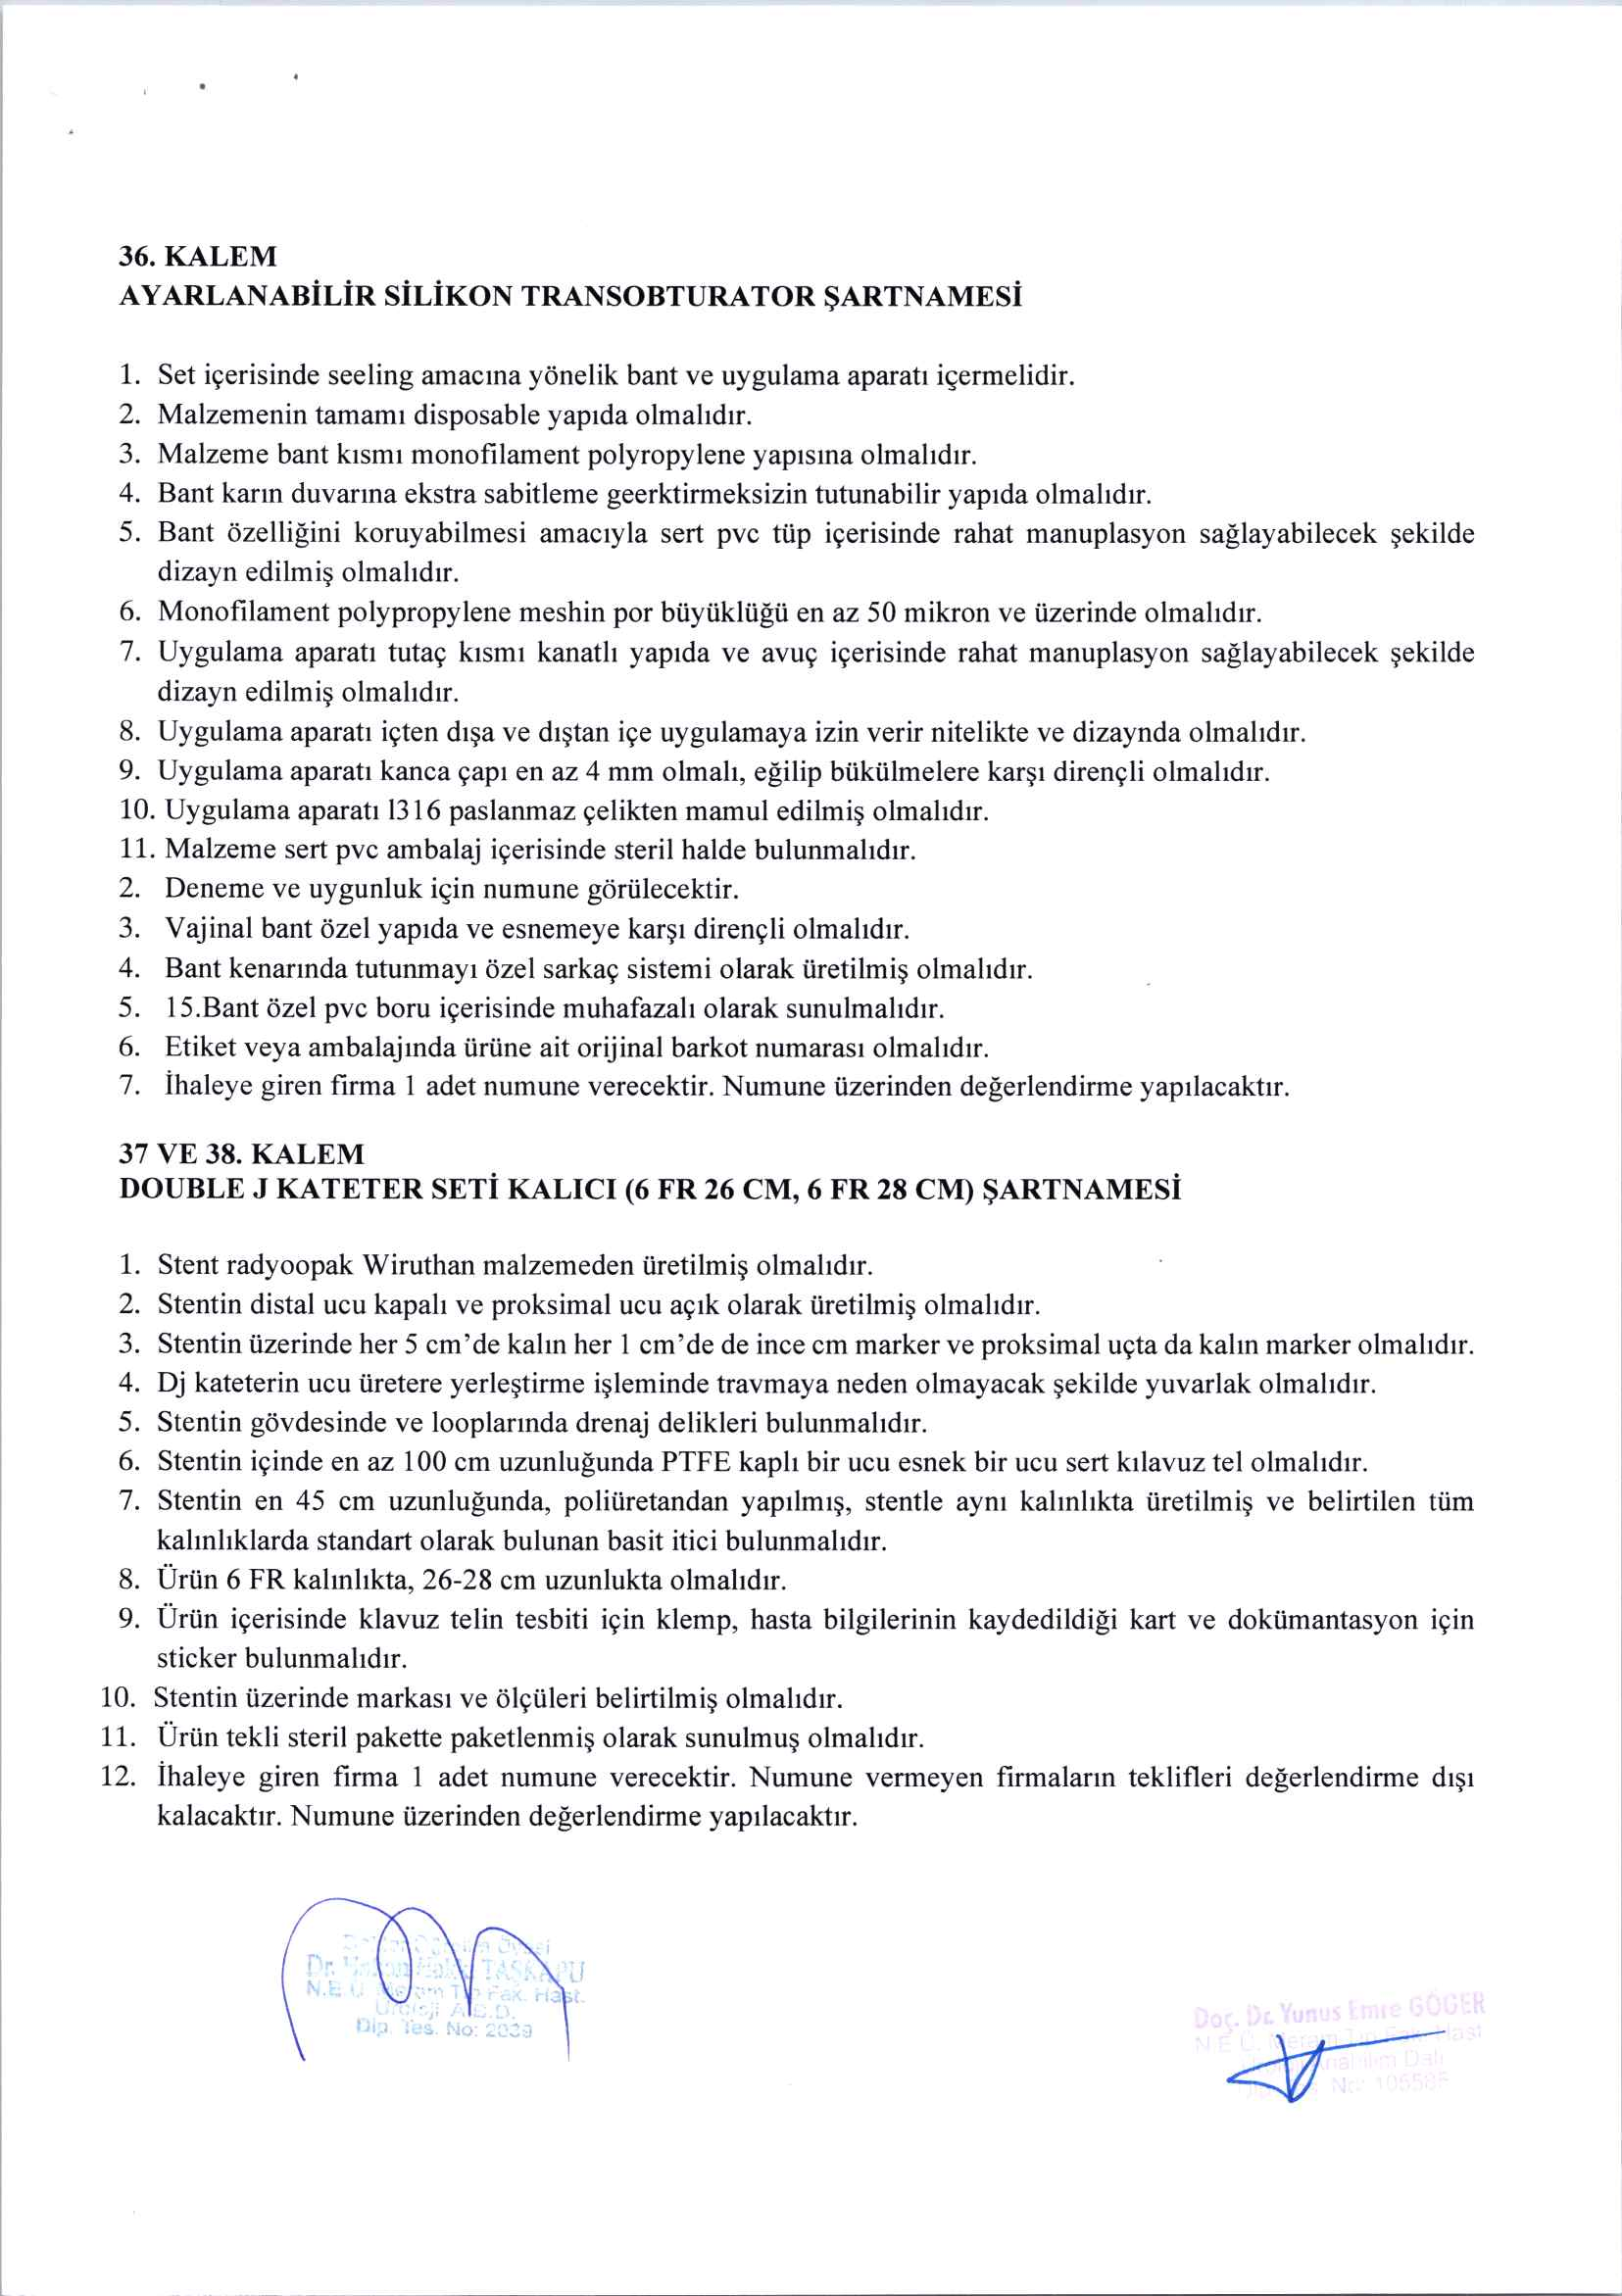 36. KALEM
AYARLANABİLİR SİLİKON TRANSOBTURATOR ŞARTNAMESİ
1. Set içerisinde seeling amacına yönelik bant ve uygulama aparatı içermelidir.
2. Malzemenin tamamı disposable yapıda olmalıdır.
3. Malzeme bant kısmı monofilament polyropylene yapısına olmalıdır.
4. Bant karın duvarına ekstra sabitleme geerktirmeksizin tutunabilir yapıda olmalıdır.
5. Bant özelliğini koruyabilmesi amacıyla sert pvc tüp içerisinde rahat manuplasyon sağlayabilecek şekilde
dizayn edilmiş olmalıdır.
6. Monofilament polypropylene meshin por büyüklüğü en az 50 mikron ve üzerinde olmalıdır.
7. Uygulama aparatı tutaç kısmı kanatlı yapıda ve avuç içerisinde rahat manuplasyon sağlayabilecek şekilde
dizayn edilmiş olmalıdır.
8. Uygulama aparatı içten dışa ve dıştan içe uygulamaya izin verir nitelikte ve dizaynda olmalıdır.
9. Uygulama aparatı kanca çapı en az 4 mm olmalı, eğilip bükülmelere karşı dirençli olmalıdır.
10. Uygulama aparatı l316 paslanmaz çelikten mamul edilmiş olmalıdır.
11. Malzeme sert pvc ambalaj içerisinde steril halde bulunmalıdır.
2. Deneme ve uygunluk için numune görülecektir.
3. Vajinal bant özel yapıda ve esnemeye karşı dirençli olmalıdır.
4. Bant kenarında tutunmayı özel sarkaç sistemi olarak üretilmiş olmalıdır.
5. 15.Bant özel pvc boru içerisinde muhafazalı olarak sunulmalıdır.
6. Etiket veya ambalajında ürüne ait orijinal barkot numarası olmalıdır.
7. İhaleye giren firma 1 adet numune verecektir. Numune üzerinden değerlendirme yapılacaktır.
37 VE 38. KALEM
DOUBLE J KATETER SETİ KALICI (6 FR 26 CM, 6 FR 28 CM) ŞARTNAMESİ
1. Stent radyoopak Wiruthan malzemeden üretilmiş olmalıdır.
2. Stentin distal ucu kapalı ve proksimal ucu açık olarak üretilmiş olmalıdır.
3. Stentin üzerinde her 5 cm’de kalın her 1 cm’de de ince cm marker ve proksimal uçta da kalın marker olmalıdır.
4. Dj kateterin ucu üretere yerleştirme işleminde travmaya neden olmayacak şekilde yuvarlak olmalıdır.
5. Stentin gövdesinde ve looplarında drenaj delikleri bulunmalıdır.
6. Stentin içinde en az 100 cm uzunluğunda PTFE kaplı bir ucu esnek bir ucu sert kılavuz tel olmalıdır.
7. Stentin en 45 cm uzunluğunda, poliüretandan yapılmış, stentle aynı kalınlıkta üretilmiş ve belirtilen tüm
kalınlıklarda standart olarak bulunan basit itici bulunmalıdır.
8. Ürün 6 FR kalınlıkta, 26-28 cm uzunlukta olmalıdır.
9. Ürün içerisinde klavuz telin tesbiti için klemp, hasta bilgilerinin kaydedildiği kart ve dokümantasyon için
sticker bulunmalıdır.
10. Stentin üzerinde markası ve ölçüleri belirtilmiş olmalıdır.
11. Ürün tekli steril pakette paketlenmiş olarak sunulmuş olmalıdır.
12. İhaleye giren firma 1 adet numune verecektir. Numune vermeyen firmaların teklifleri değerlendirme dışı
kalacaktır. Numune üzerinden değerlendirme yapılacaktır.
Dr. TAŞKAPU
N.E.Ü. Meram Tıp Fak. Hast.
Üroloji A.B.D.
Dip. Tes. No: 2039
Doç. Dr. Yunus Emre GÖGER
N.E.Ü. Meram Tıp Fak. Hast
Anabilim Dalı